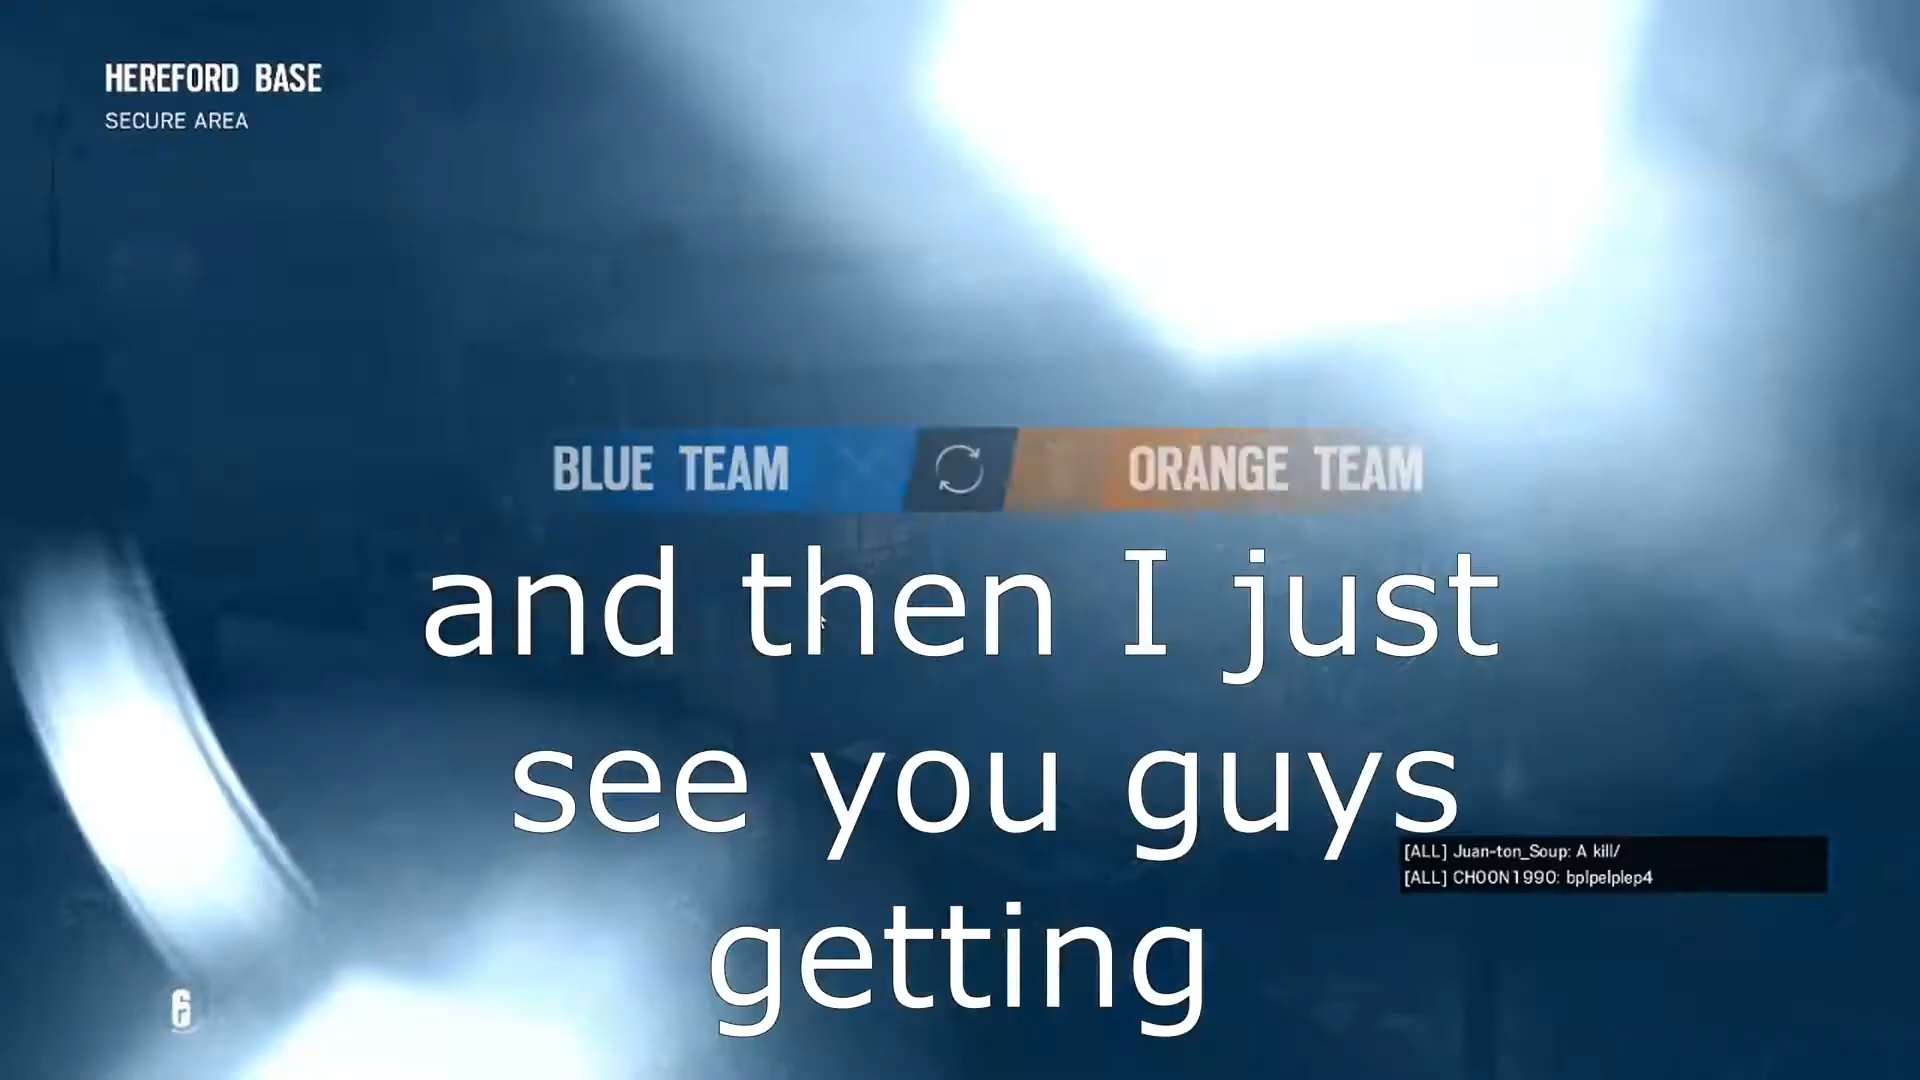 HEREFORD BASE
SECURE AREA
BLUE TEAM
ORANGE TEAM
and then I just
see you guys
getting
[ALL] Juan-ton_Soup: A kill/
[ALL] CHOON1990: bplpelplep4
6